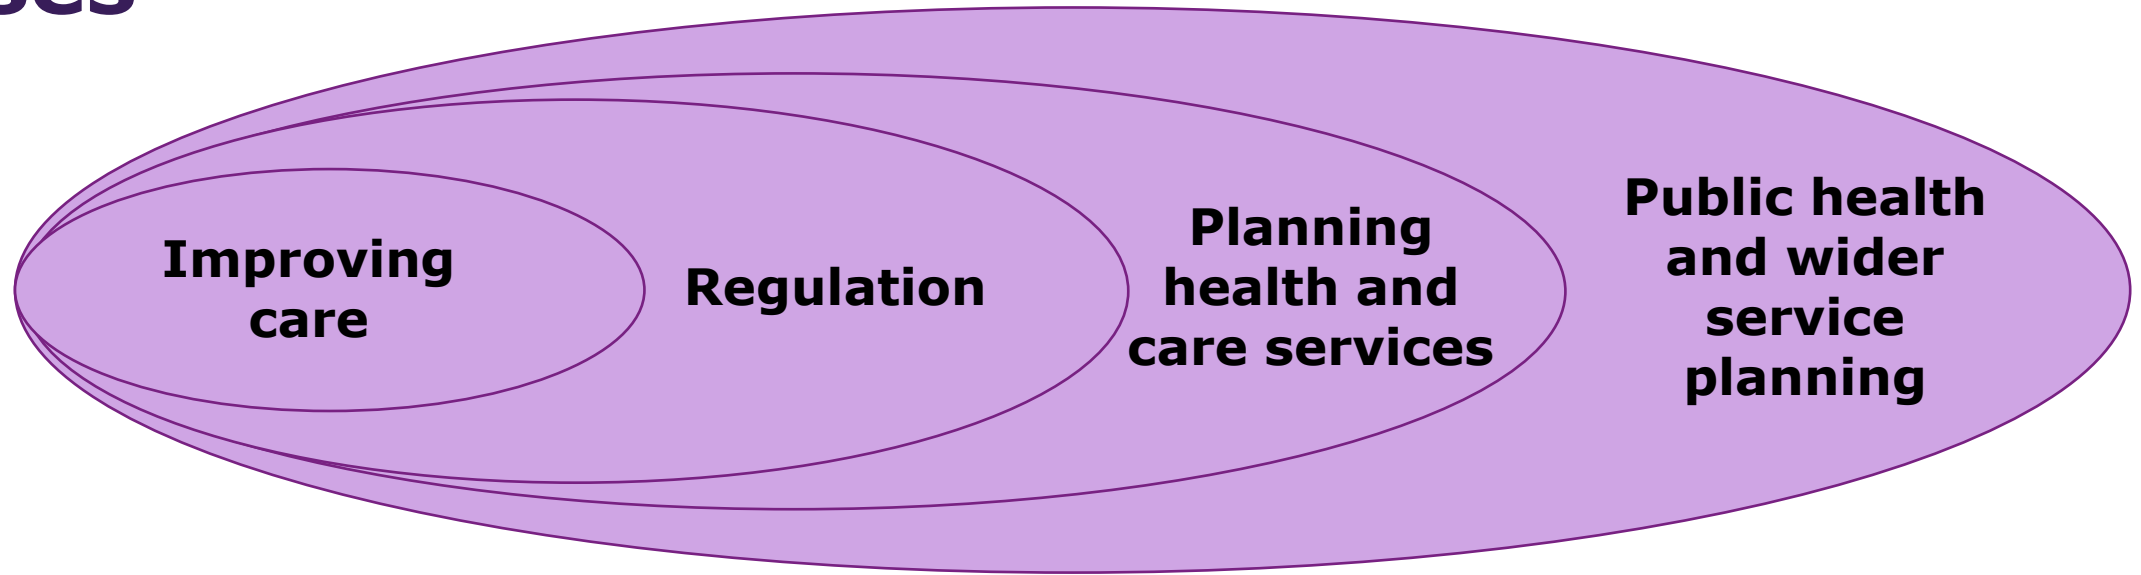 Improving
care
Regulation
Planning
health and
care services
Public health
and wider
service
planning